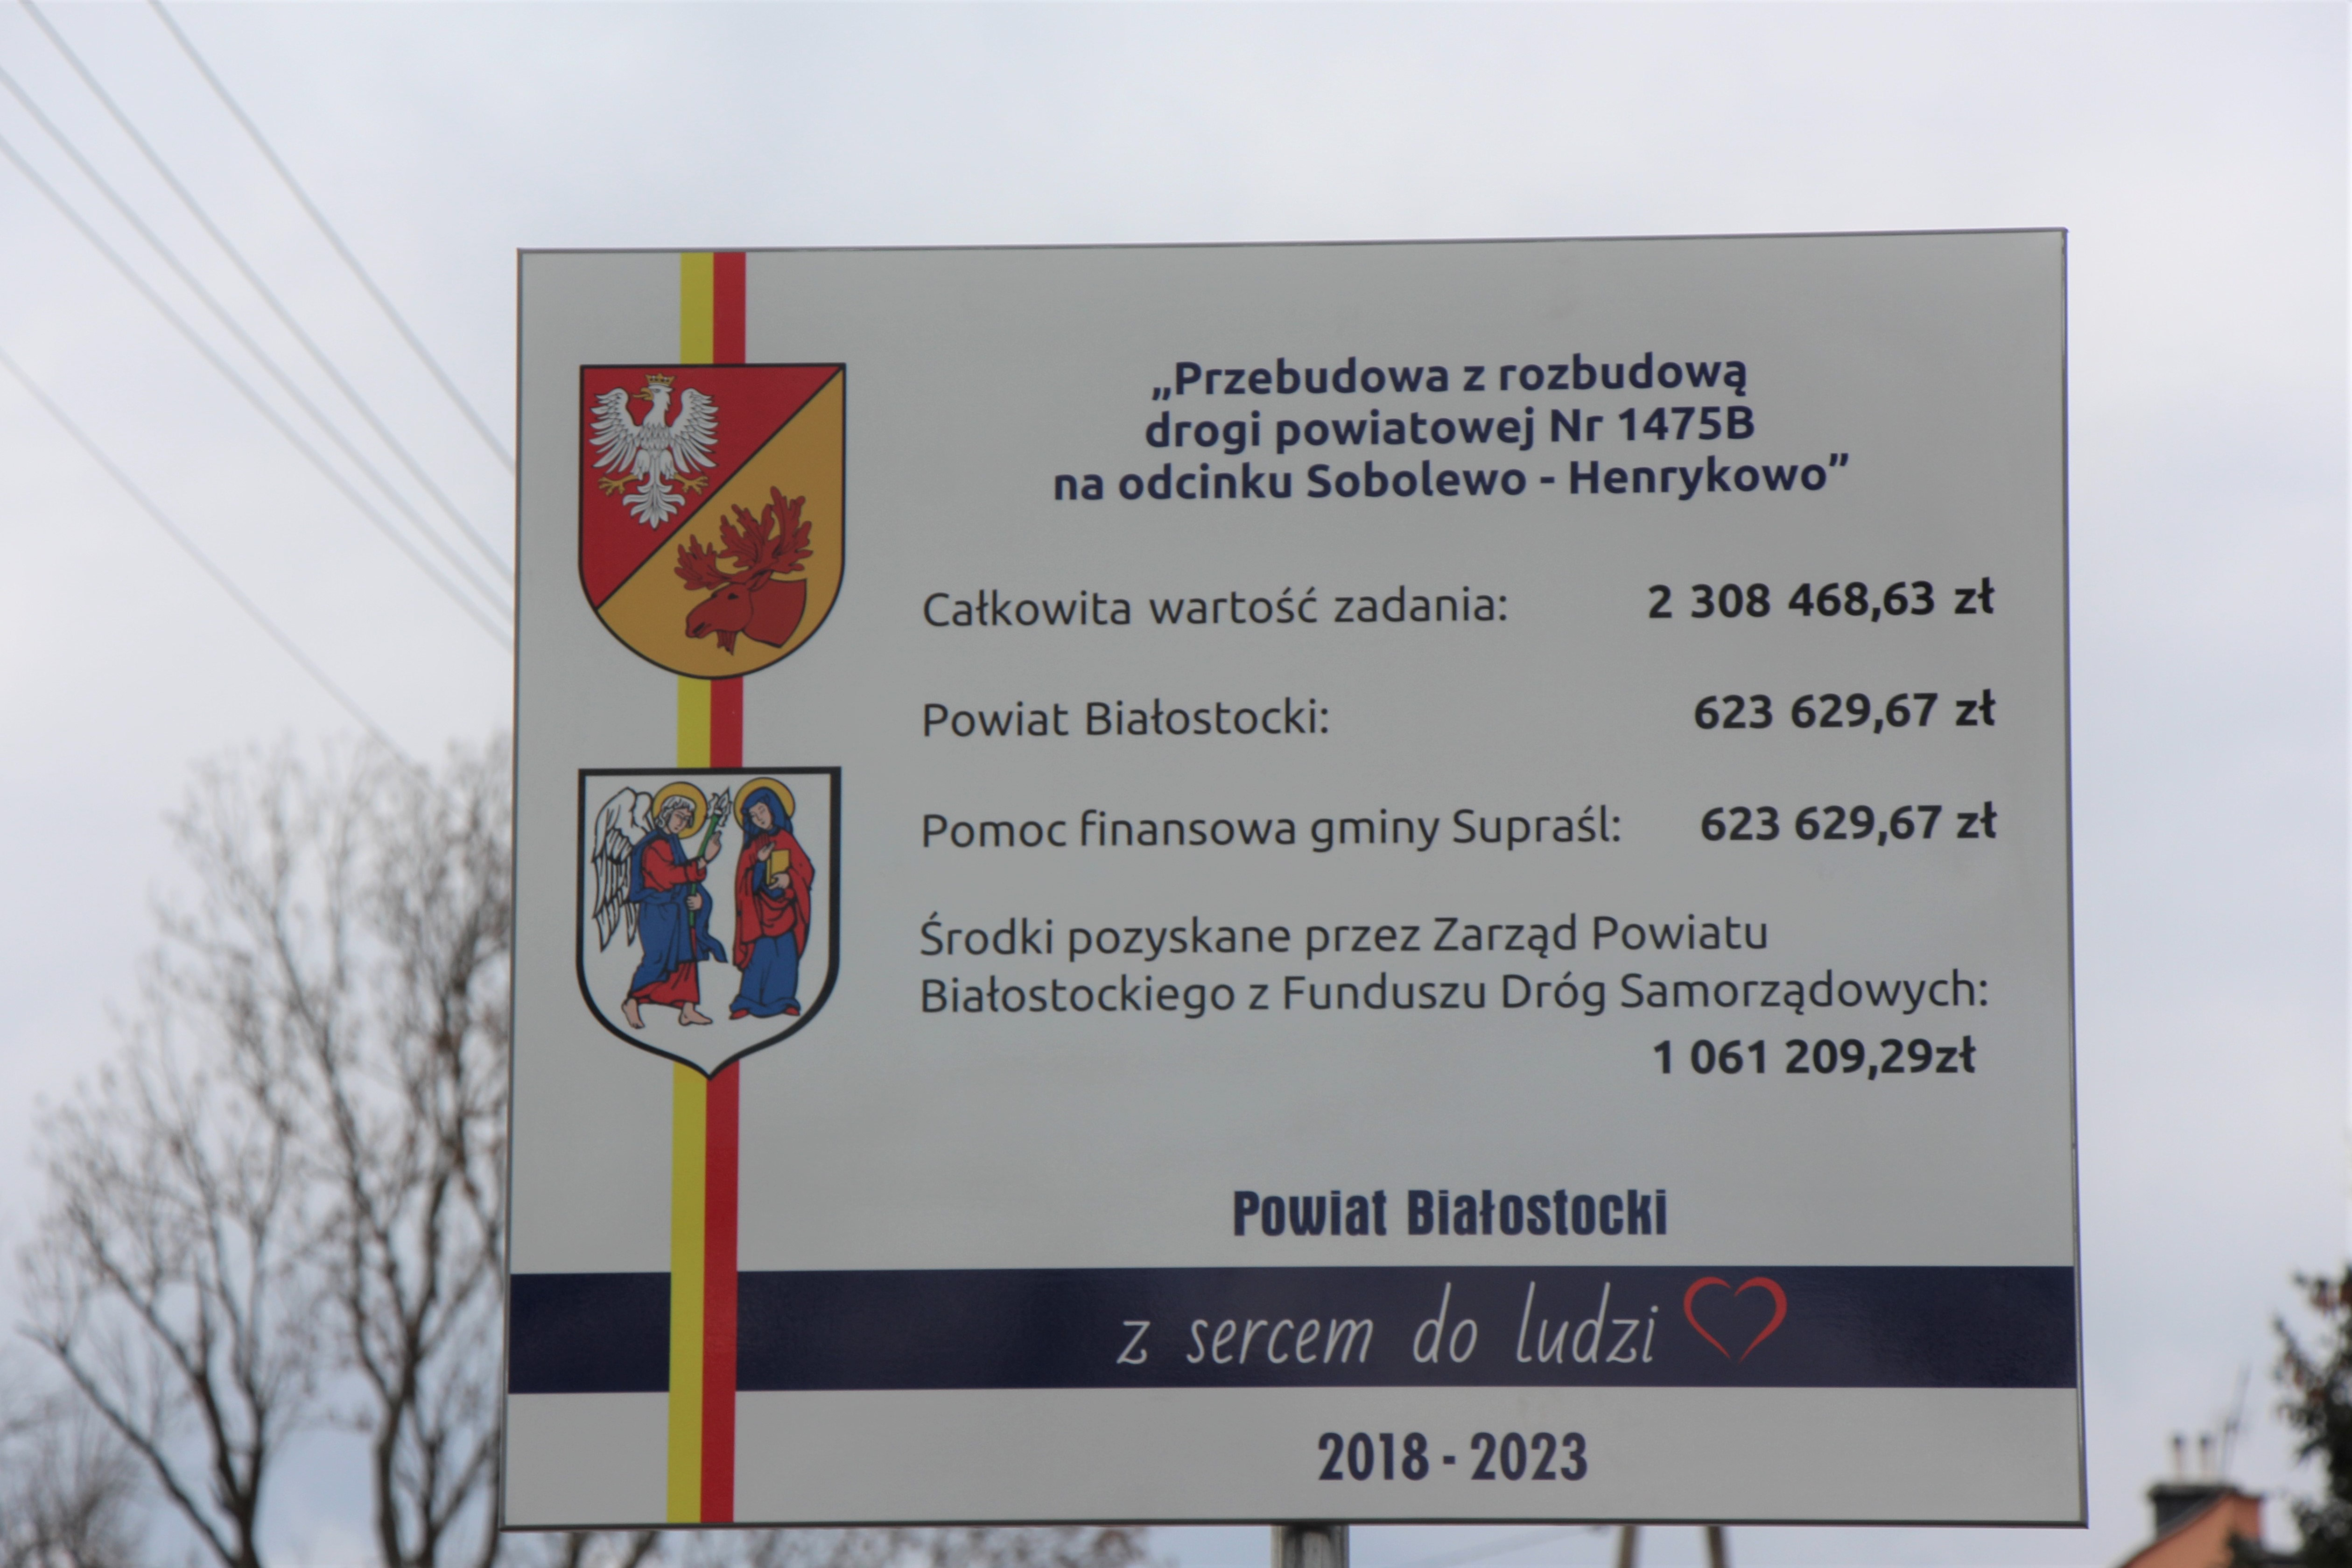 „Przebudowa z rozbudową
drogi powiatowej Nr 1475B
na odcinku Sobolewo - Henrykowo”
Całkowita wartość zadania: 2 308 468,63 zł
Powiat Białostocki: 623 629,67 zł
Pomoc finansowa gminy Supraśl: 623 629,67 zł
Środki pozyskane przez Zarząd Powiatu
Białostockiego z Funduszu Dróg Samorządowych:
1 061 209,29zł
Powiat Białostocki
z sercem do ludzi
2018 - 2023